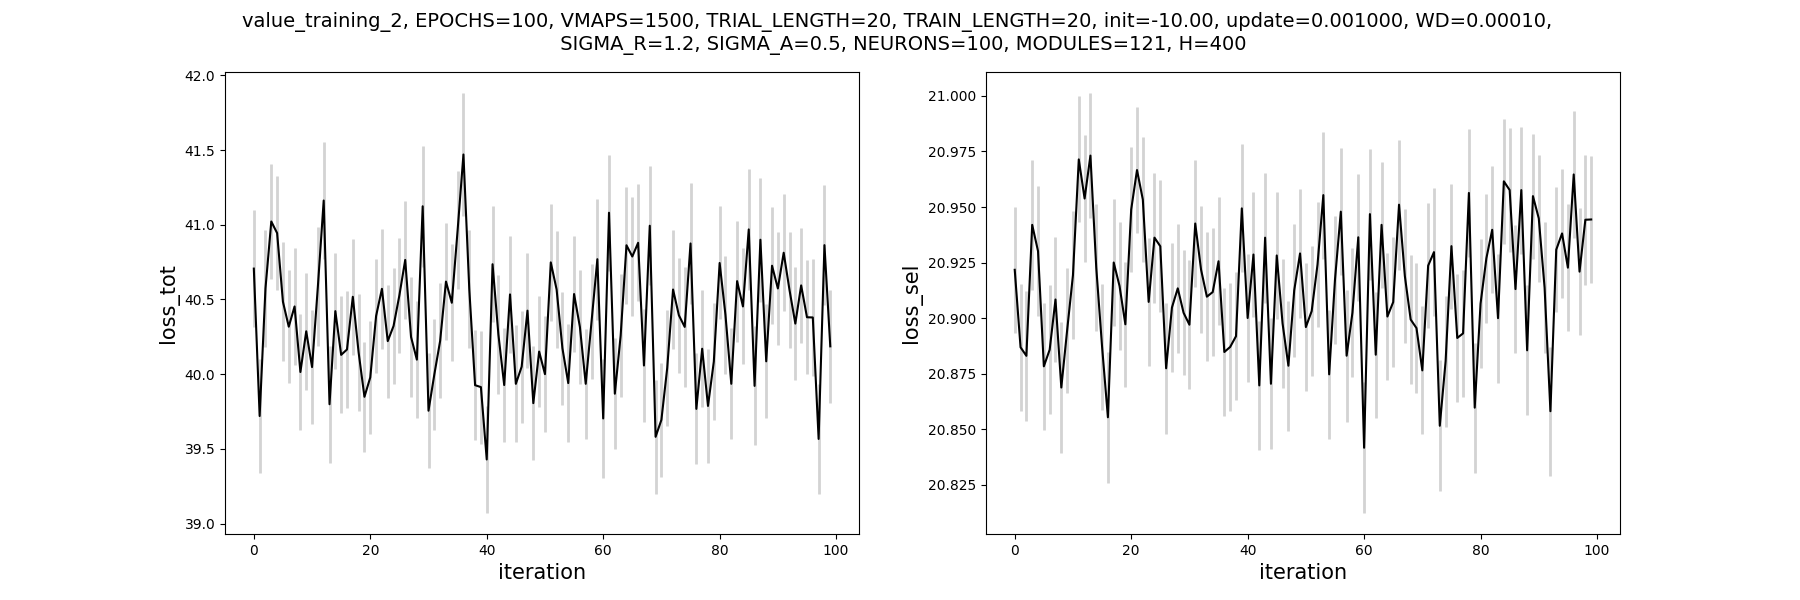 value_training_2, EPOCHS=100, VMAPS=1500, TRIAL_LENGTH=20, TRAIN_LENGTH=20, init=-10.00, update=0.001000, WD=0.00010,
SIGMA_R=1.2, SIGMA_A=0.5, NEURONS=100, MODULES=121, H=400
loss_tot
42.0
41.5
41.0
40.5
40.0
39.5
39.0
0 20 40 60 80 100
iteration
loss_sel
21.000
20.975
20.950
20.925
20.900
20.875
20.850
20.825
0 20 40 60 80 100
iteration